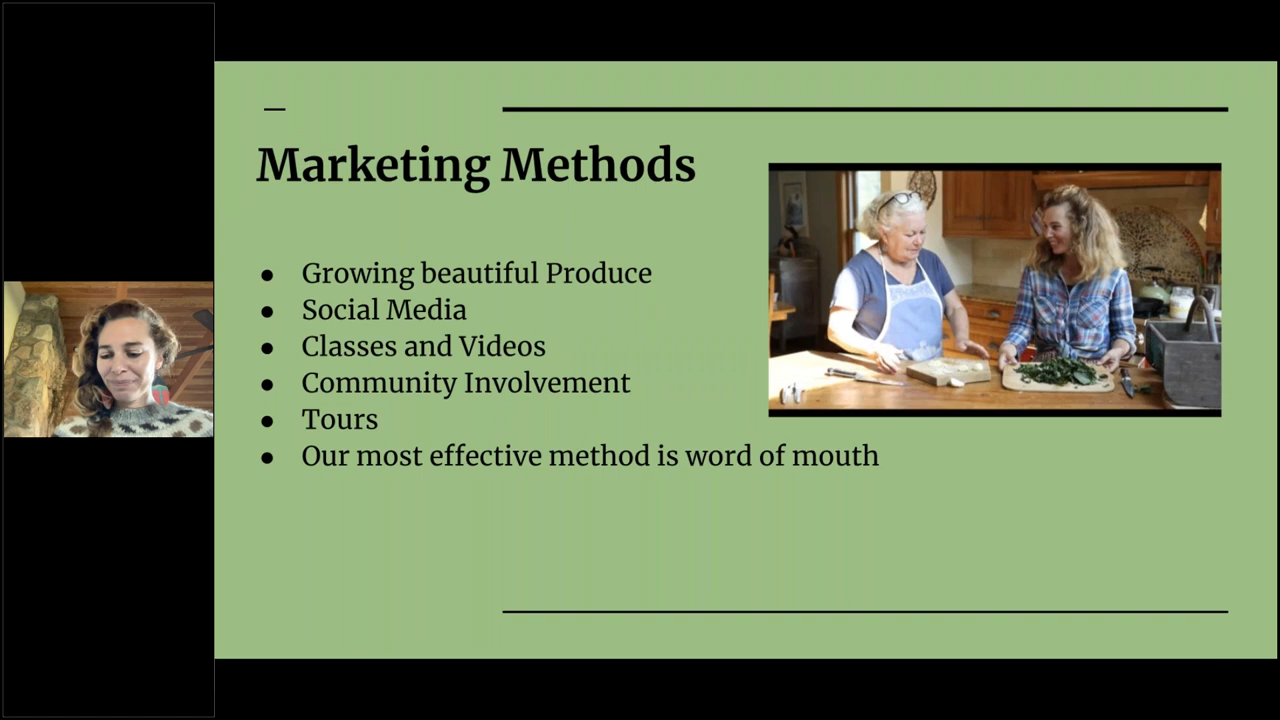 Marketing Methods
● Growing beautiful Produce
● Social Media
● Classes and Videos
● Community Involvement
● Tours
● Our most effective method is word of mouth